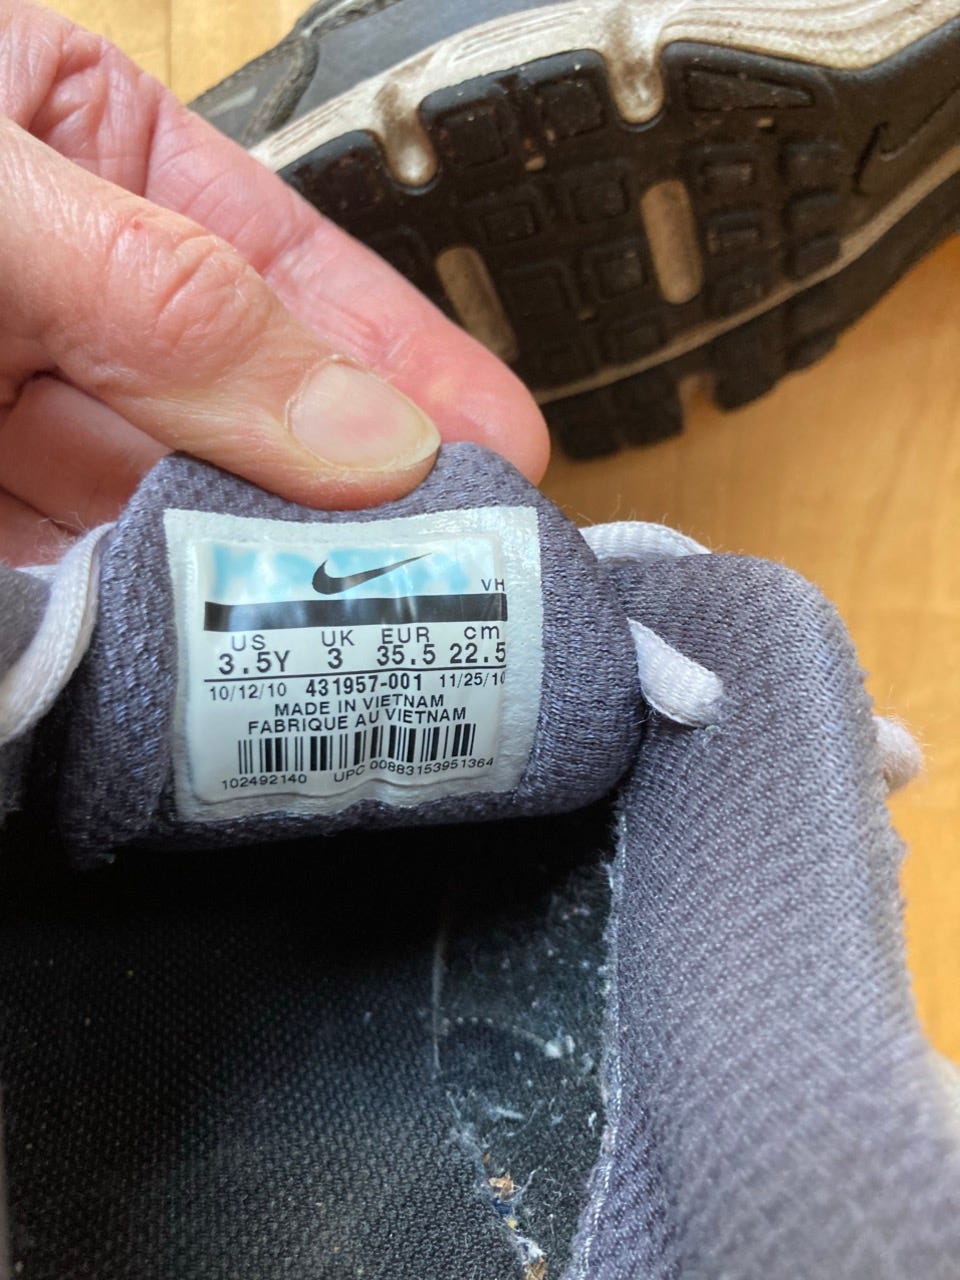 VH
US UK EUR cm
3.5Y 3 35.5 22.5
10/12/10 431957-001 11/25/10
MADE IN VIETNAM
FABRIQUE AU VIETNAM
102492140 UPC 00883153951364